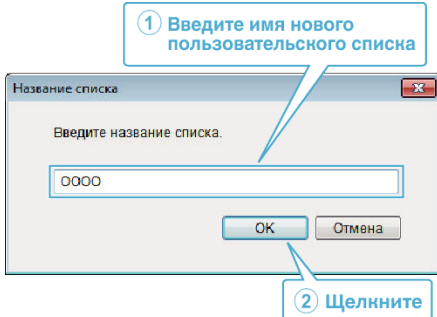 1 Введите имя нового
пользовательского списка
Название списка
Введите название списка.
OOOO
OK
Отмена
2 Щелкните